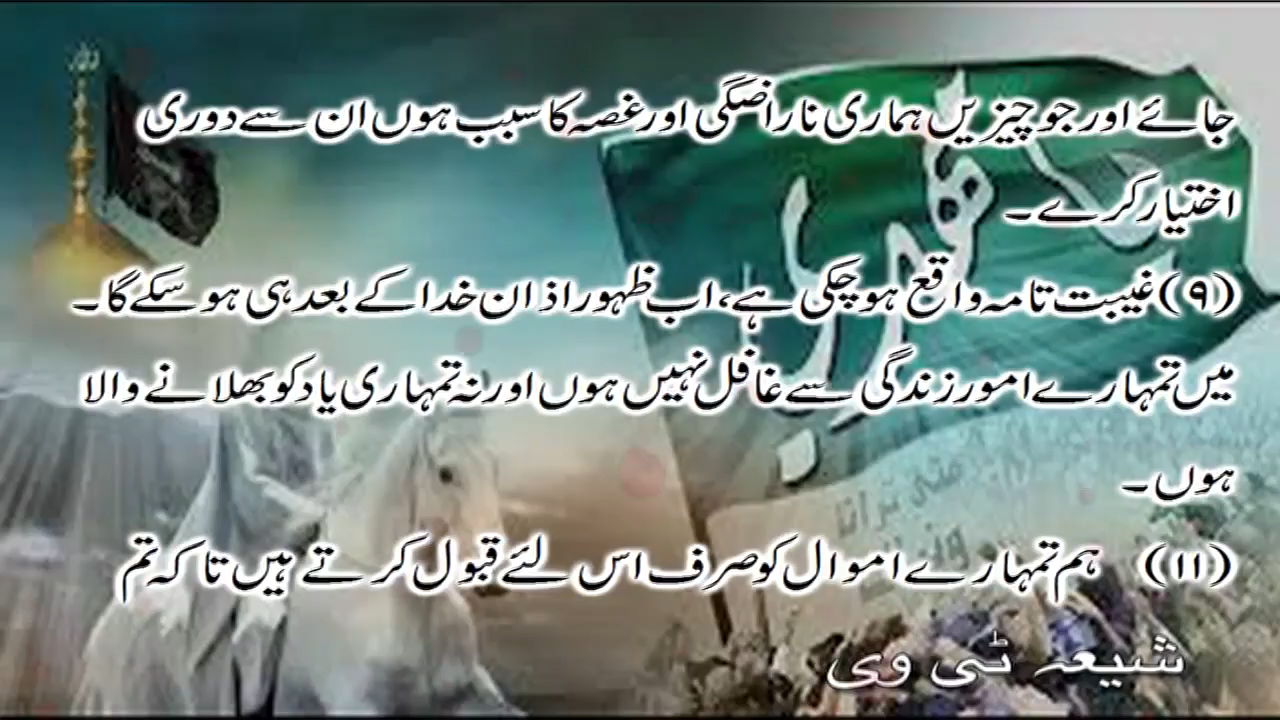 جائے اور جو چیزیں ہماری ناراضگی اور غصہ کا سبب ہوں ان سے دوری
اختیار کرے ۔
(۹) غیبت تامہ واقع ہو چکی ہے، اب ظہور اذان خدا کے بعد ہی ہو سکے گا ۔
میں تمہارے امور زندگی سے غافل نہیں ہوں اور نہ تمہاری یاد کو بھلانے والا
ہوں ۔
(۱۱) ہم تمہارے اموال کو صرف اس لئے قبول کرتے ہیں تاکہ تم
شیعہ ٹی وی